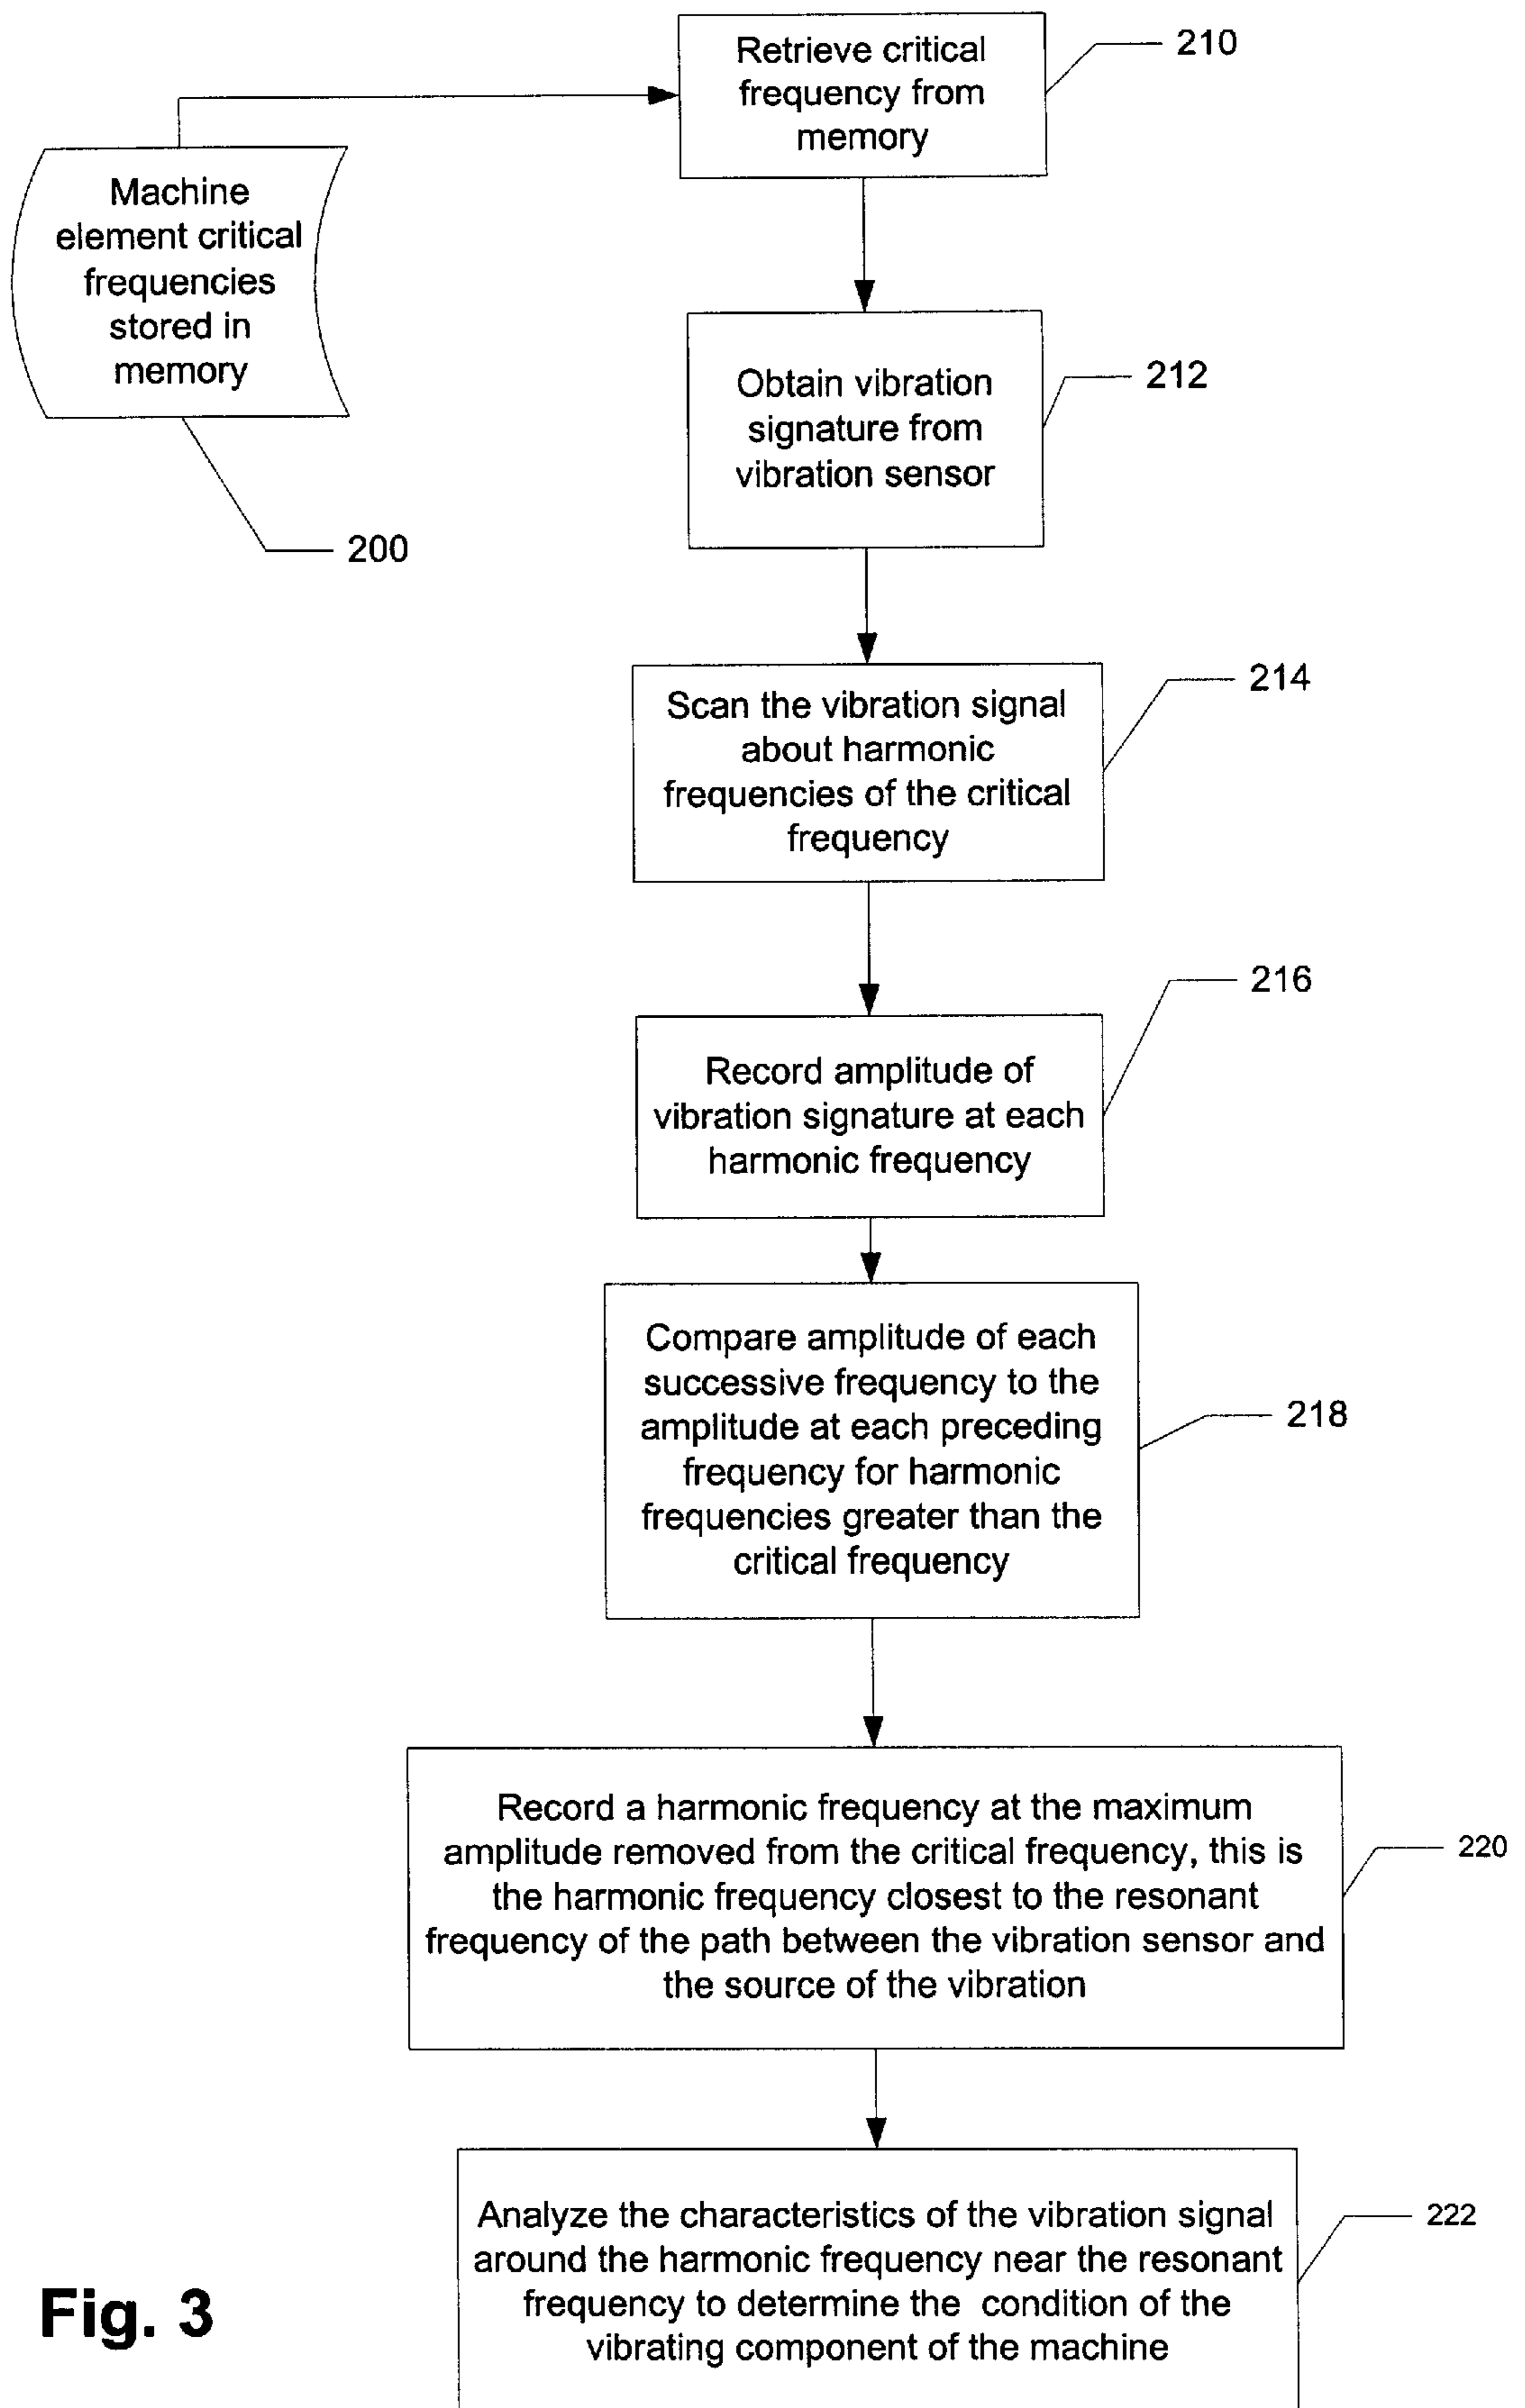 Retrieve critical
frequency from
memory
210
Machine
element critical
frequencies
stored in
memory
200
Obtain vibration
signature from
vibration sensor
212
Scan the vibration signal
about harmonic
frequencies of the critical
frequency
214
Record amplitude of
vibration signature at each
harmonic frequency
216
Compare amplitude of each
successive frequency to the
amplitude at each preceding
frequency for harmonic
frequencies greater than the
critical frequency
218
Record a harmonic frequency at the maximum
amplitude removed from the critical frequency, this is
the harmonic frequency closest to the resonant
frequency of the path between the vibration sensor and
the source of the vibration
220
Analyze the characteristics of the vibration signal
around the harmonic frequency near the resonant
frequency to determine the condition of the
vibrating component of the machine
222
Fig. 3